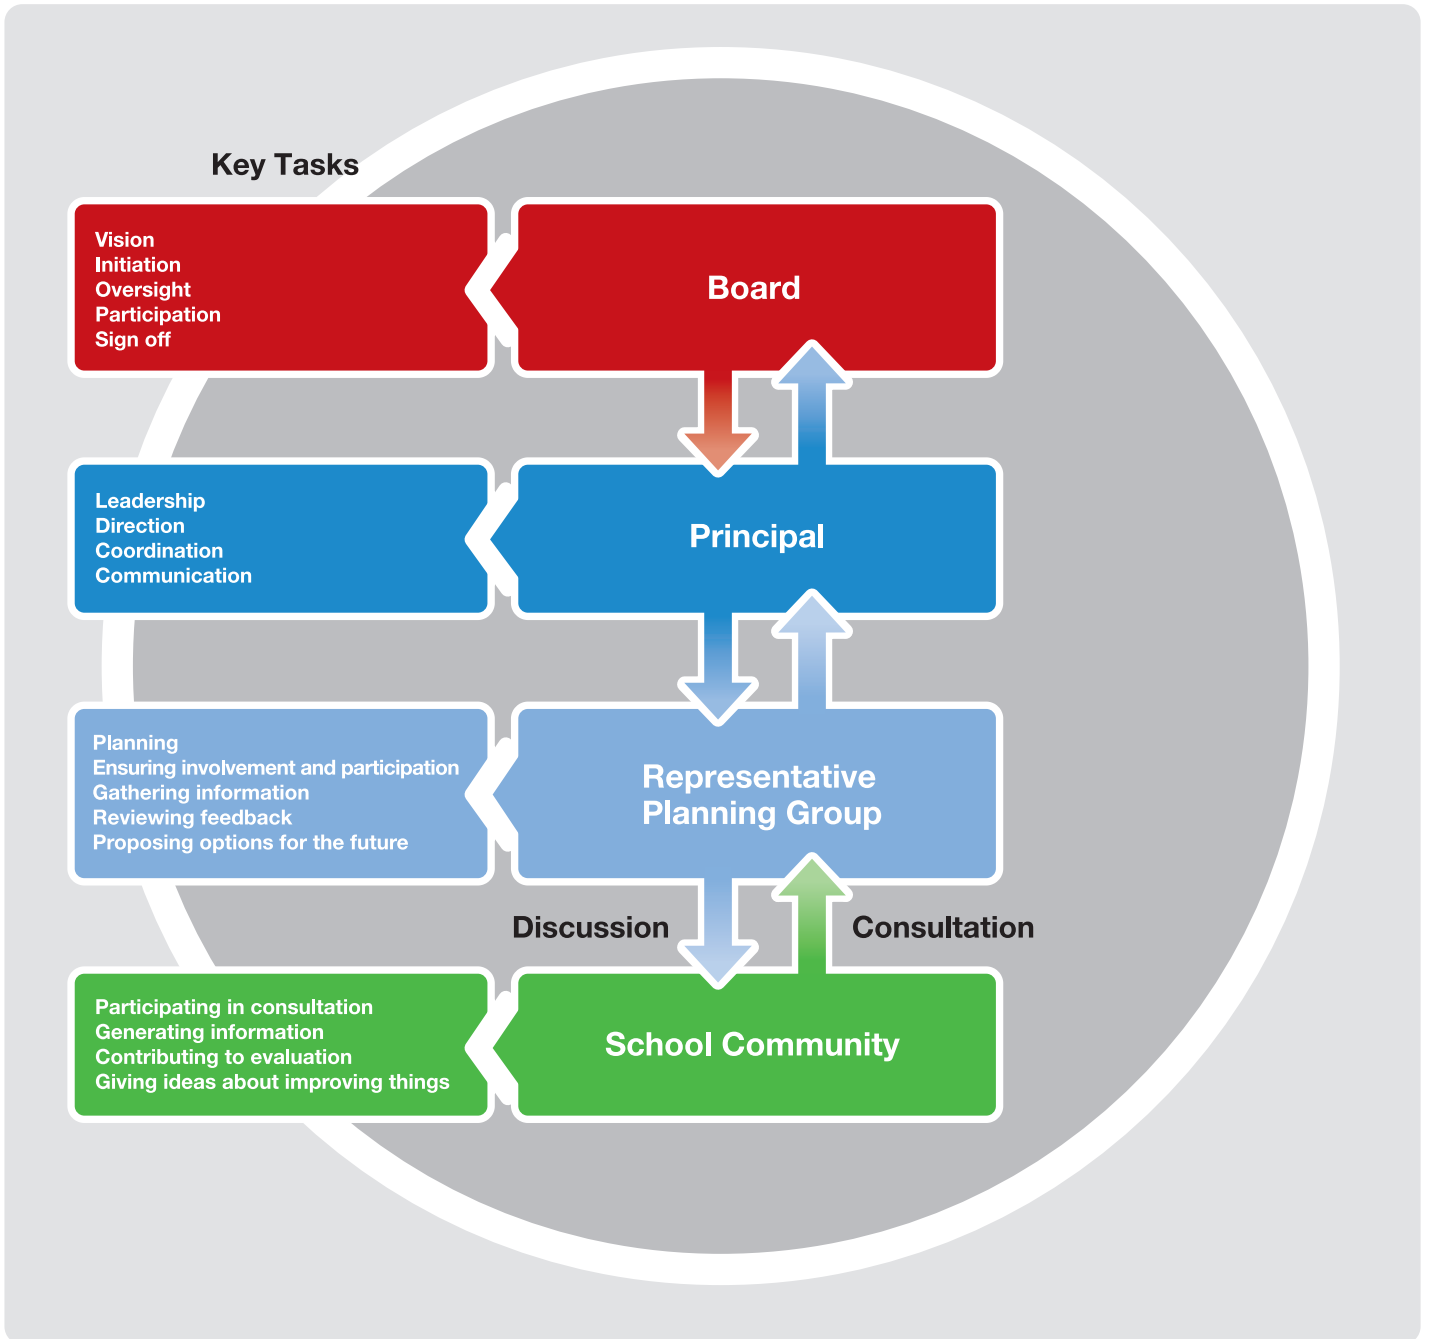 Key Tasks
Vision
Initiation
Oversight
Participation
Sign off
Board
Leadership
Direction
Coordination
Communication
Principal
Planning
Ensuring involvement and participation
Gathering information
Reviewing feedback
Proposing options for the future
Representative
Planning Group
Discussion
Consultation
Participating in consultation
Generating information
Contributing to evaluation
Giving ideas about improving things
School Community